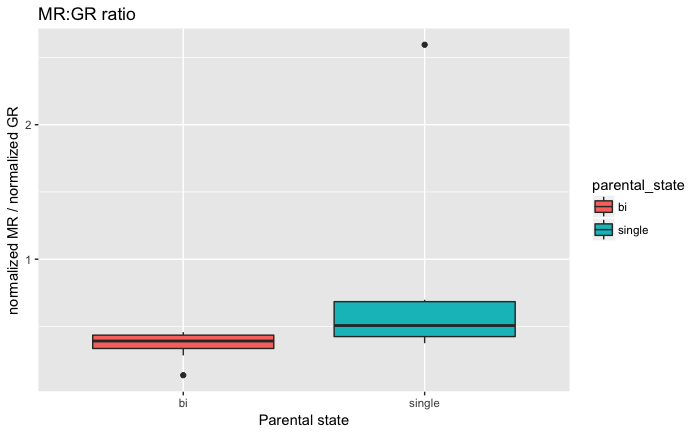 MR:GR ratio
normalized MR / normalized GR
2
1
bi
single
Parental state
parental_state
bi
single